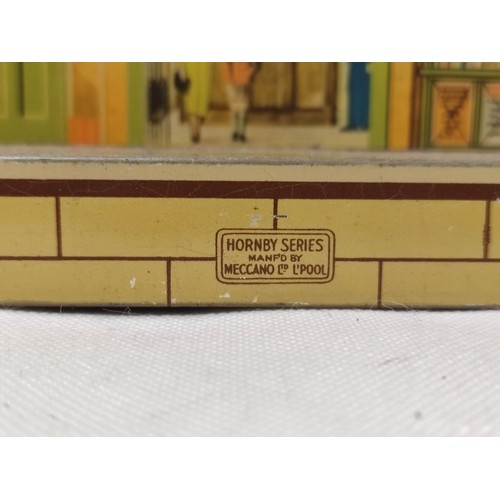 HORNBY SERIES
MANF'D BY
MECCANO LTD L'POOL